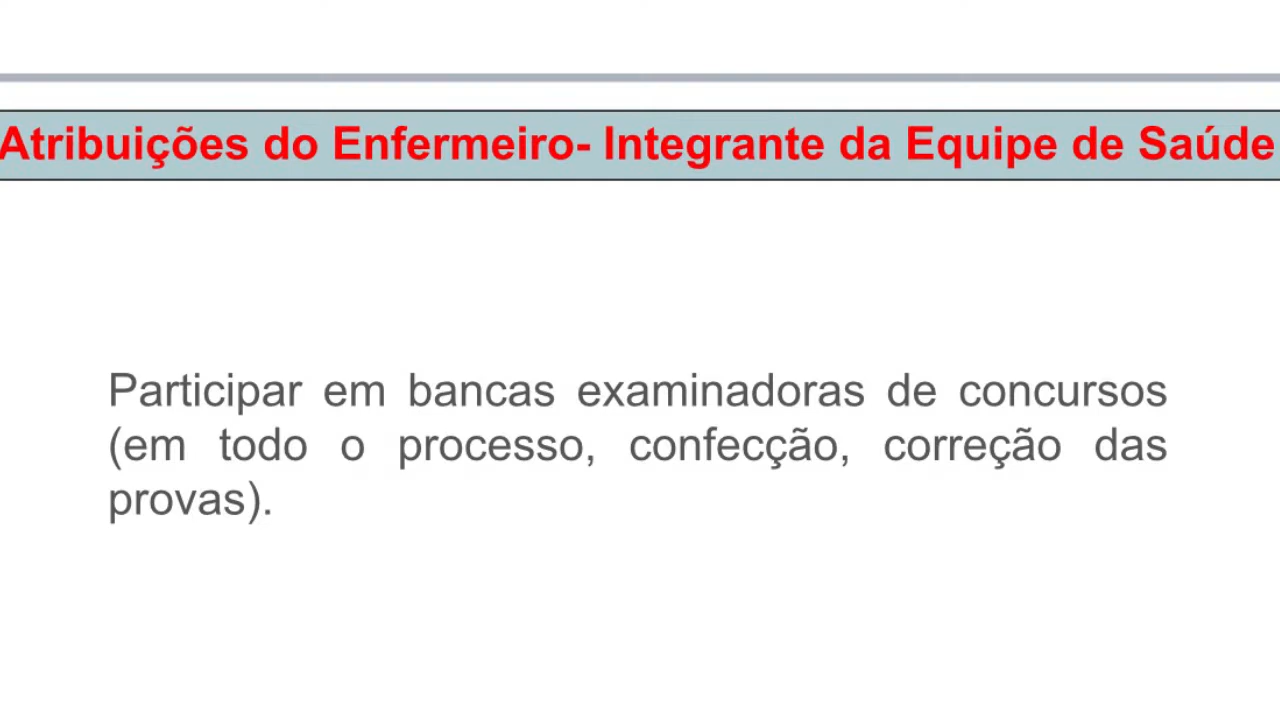 Atribuições do Enfermeiro- Integrante da Equipe de Saúde
Participar em bancas examinadoras de concursos
(em todo o processo, confecção, correção das
provas).